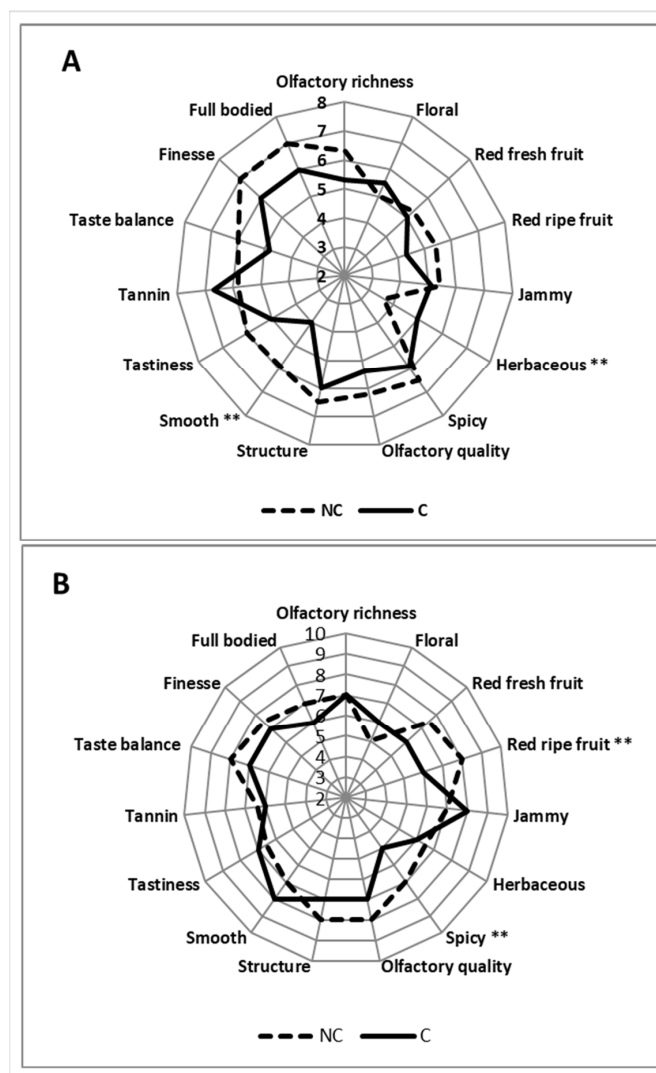 A
Olfactory richness
Full bodied
Floral
Finesse
Red fresh fruit
Taste balance
Red ripe fruit
Tannin
Jammy
Tastiness
Herbaceous **
Smooth **
Spicy
Structure
Olfactory quality
8
7
6
5
4
3
2
NC C
B
Olfactory richness
Full bodied
Floral
Finesse
Red fresh fruit
Taste balance
Red ripe fruit **
Tannin
Jammy
Tastiness
Herbaceous
Smooth
Spicy **
Structure
Olfactory quality
10
9
8
7
6
5
4
3
2
NC C